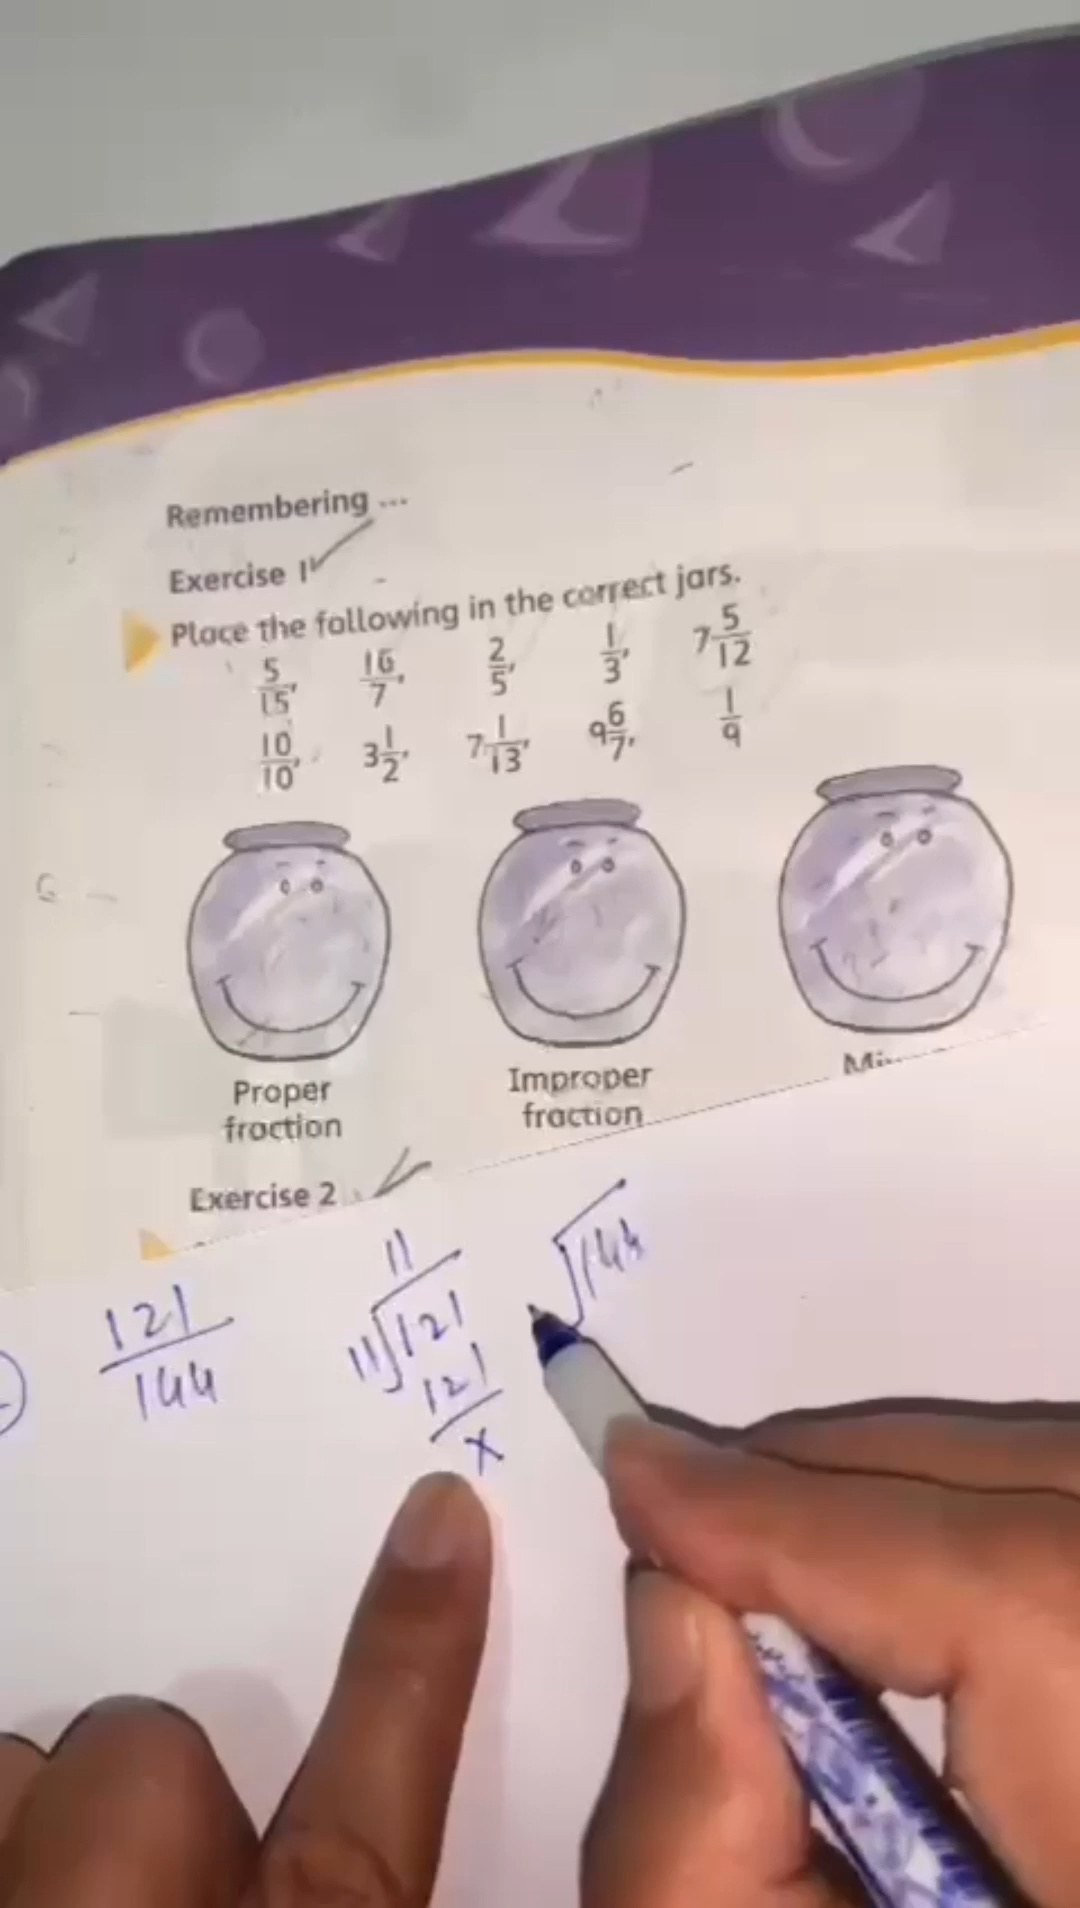 Remembering ...
Exercise 1
Place the following in the correct jars.
5/15, 16/7, 2/5, 1/3, 7 5/12
10/10, 3 1/2, 7 1/13, 9 6/7, 1/9
Proper fraction
Improper fraction
Exercise 2
121/144
11
11 121
121
x
144